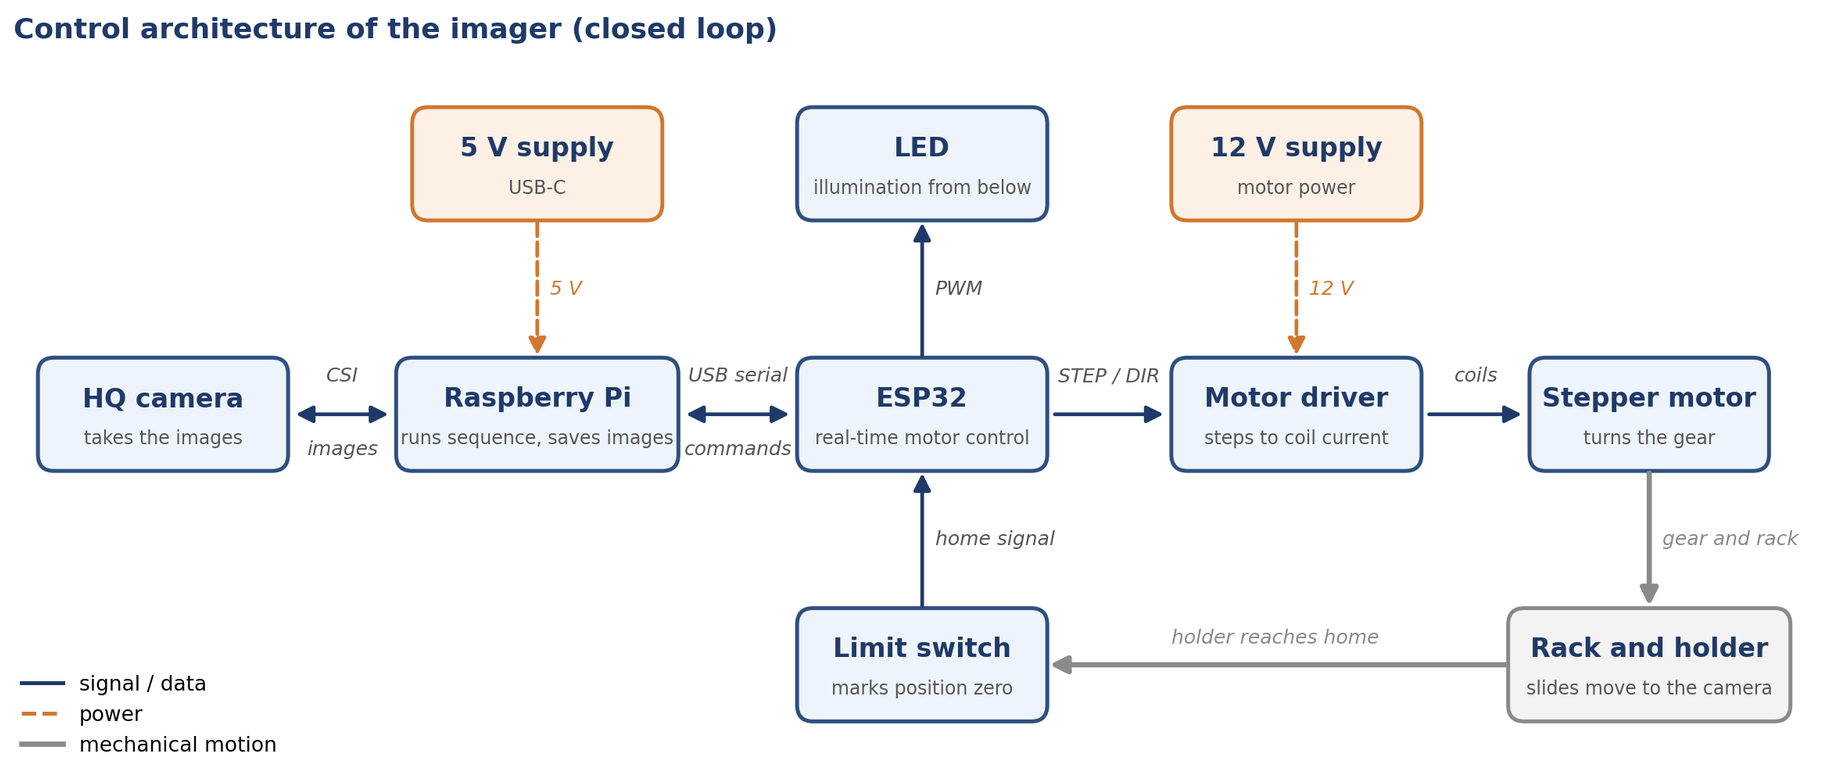 Control architecture of the imager (closed loop)
5 V supply
USB-C
LED
illumination from below
12 V supply
motor power
5 V
PWM
12 V
HQ camera
takes the images
CSI
images
Raspberry Pi
runs sequence, saves images
USB serial
commands
ESP32
real-time motor control
STEP / DIR
Motor driver
steps to coil current
coils
Stepper motor
turns the gear
home signal
gear and rack
Limit switch
marks position zero
holder reaches home
Rack and holder
slides move to the camera
signal / data
power
mechanical motion